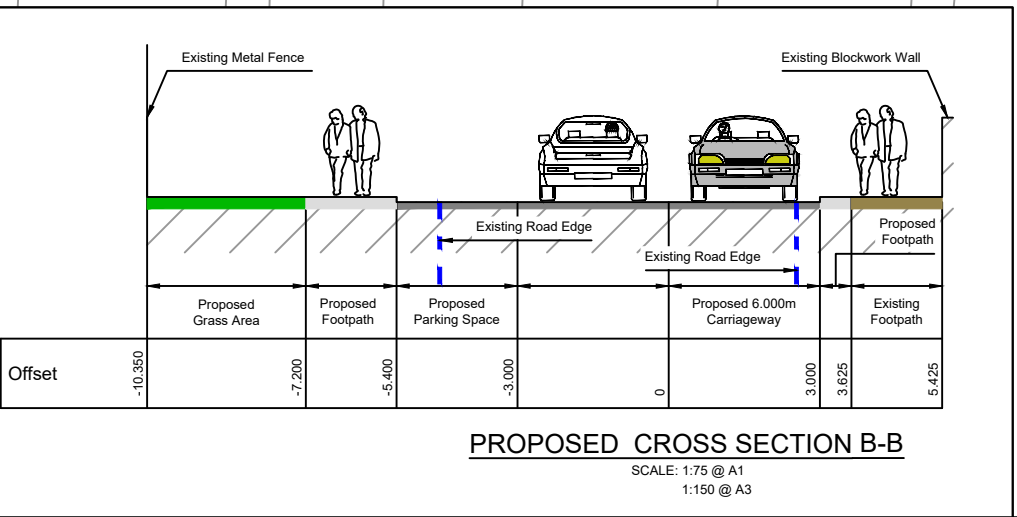 Existing Metal Fence
Existing Blockwork Wall
Existing Road Edge
Existing Road Edge
Proposed
Footpath
Proposed
Grass Area
Proposed
Footpath
Proposed
Parking Space
Proposed 6.000m
Carriageway
Existing
Footpath
Offset
-10.350
-7.200
-5.400
-3.000
0
3.000
3.625
5.425
PROPOSED CROSS SECTION B-B
SCALE: 1:75 @ A1
1:150 @ A3